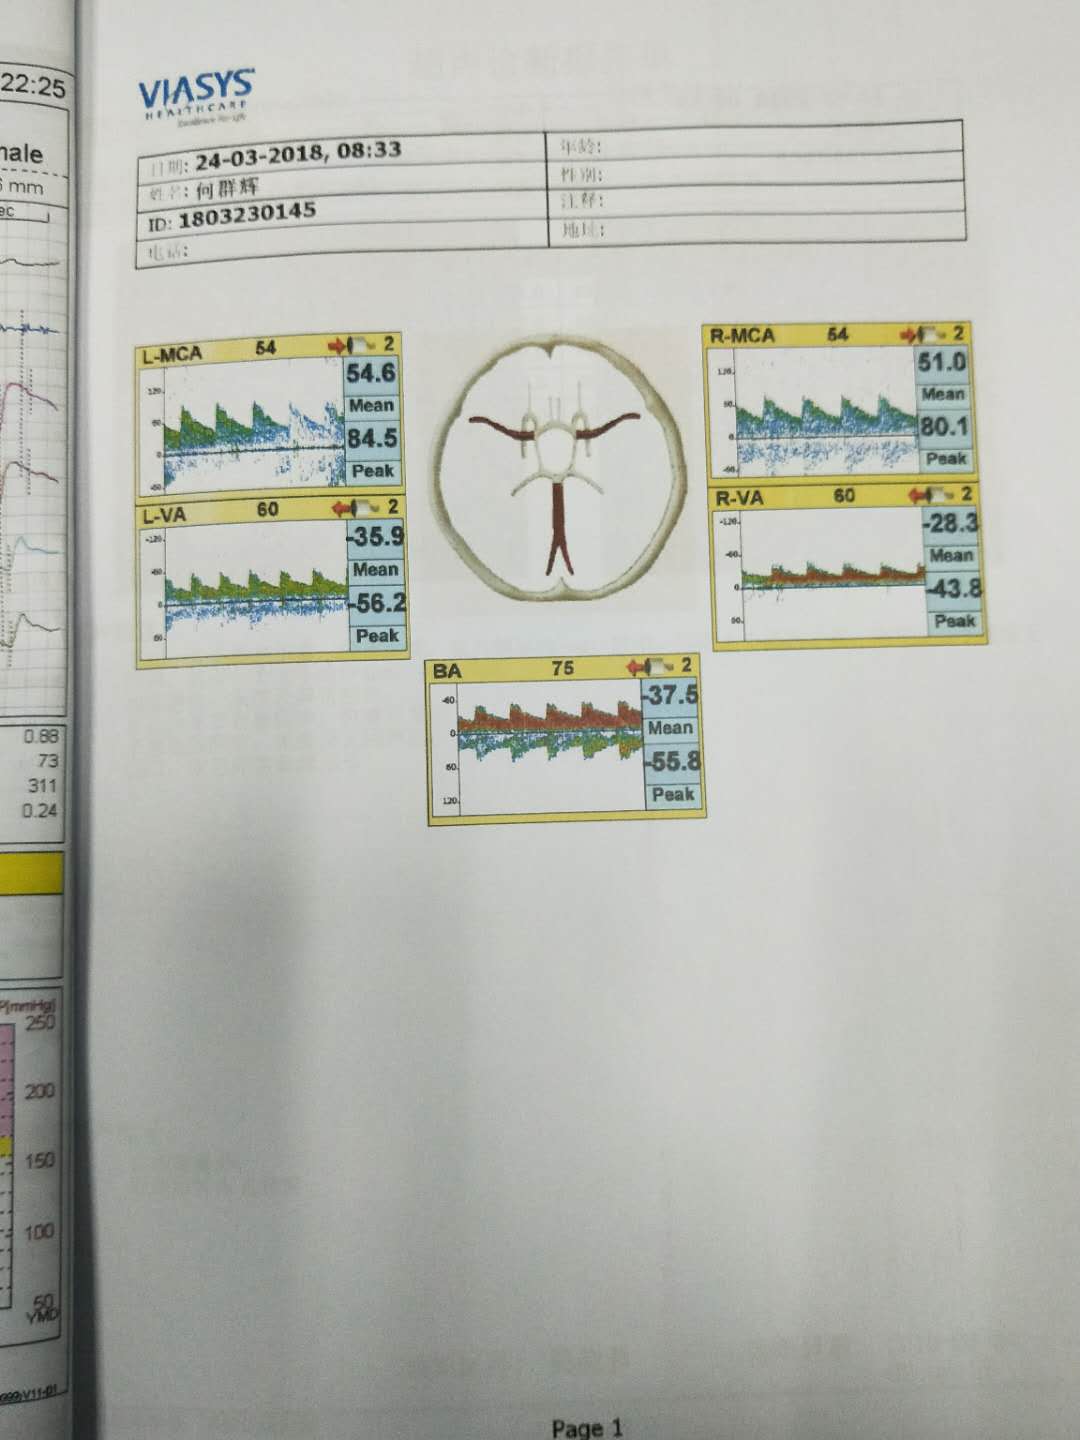 22:25
nale
mm
ec
VIASYS
HEALTHCARE
日期: 24-03-2018, 08:33
姓名: 何群辉
ID: 1803230145
电话:
年龄:
性别:
注释:
地址:
L-MCA 54 2
120
60
0
-60
54.6
Mean
84.5
Peak
R-MCA 54 2
120
60
0
-60
51.0
Mean
80.1
Peak
L-VA 60 2
-120
-60
0
60
-35.9
Mean
-56.2
Peak
R-VA 60 2
-120
-60
0
60
-28.3
Mean
-43.8
Peak
BA 75 2
-60
0
60
120
-37.5
Mean
-55.8
Peak
0.88
73
311
0.24
P[mmHg]
250
200
150
100
50
YMD
Page 1